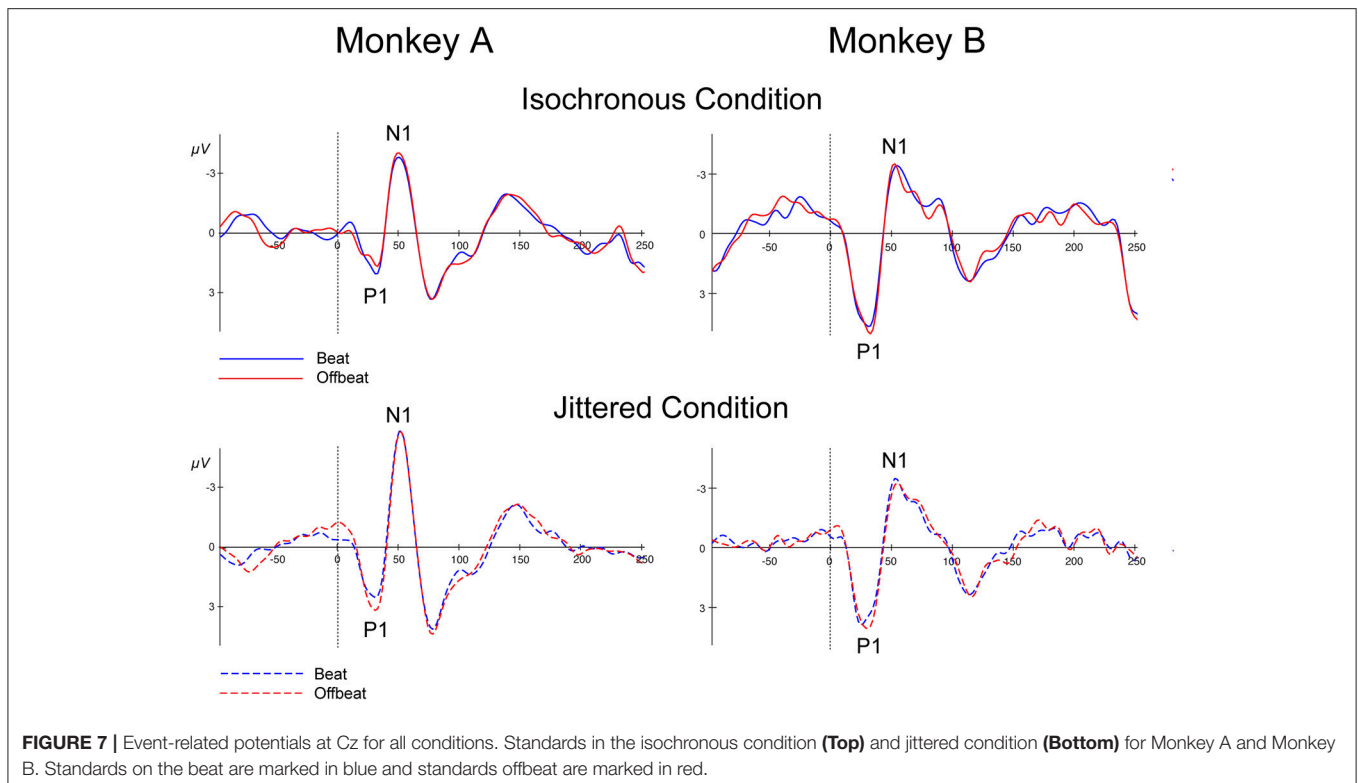 Monkey A
Monkey B
Isochronous Condition
N1
N1
µV
-3
-3
0
0
-50
0
50
100
150
200
250
-50
0
50
100
150
200
250
3
3
P1
P1
Beat
Offbeat
Jittered Condition
N1
N1
µV
-3
-3
0
0
-50
0
50
100
150
200
250
-50
0
50
100
150
200
250
3
3
P1
P1
Beat
Offbeat
FIGURE 7 | Event-related potentials at Cz for all conditions. Standards in the isochronous condition (Top) and jittered condition (Bottom) for Monkey A and Monkey
B. Standards on the beat are marked in blue and standards offbeat are marked in red.